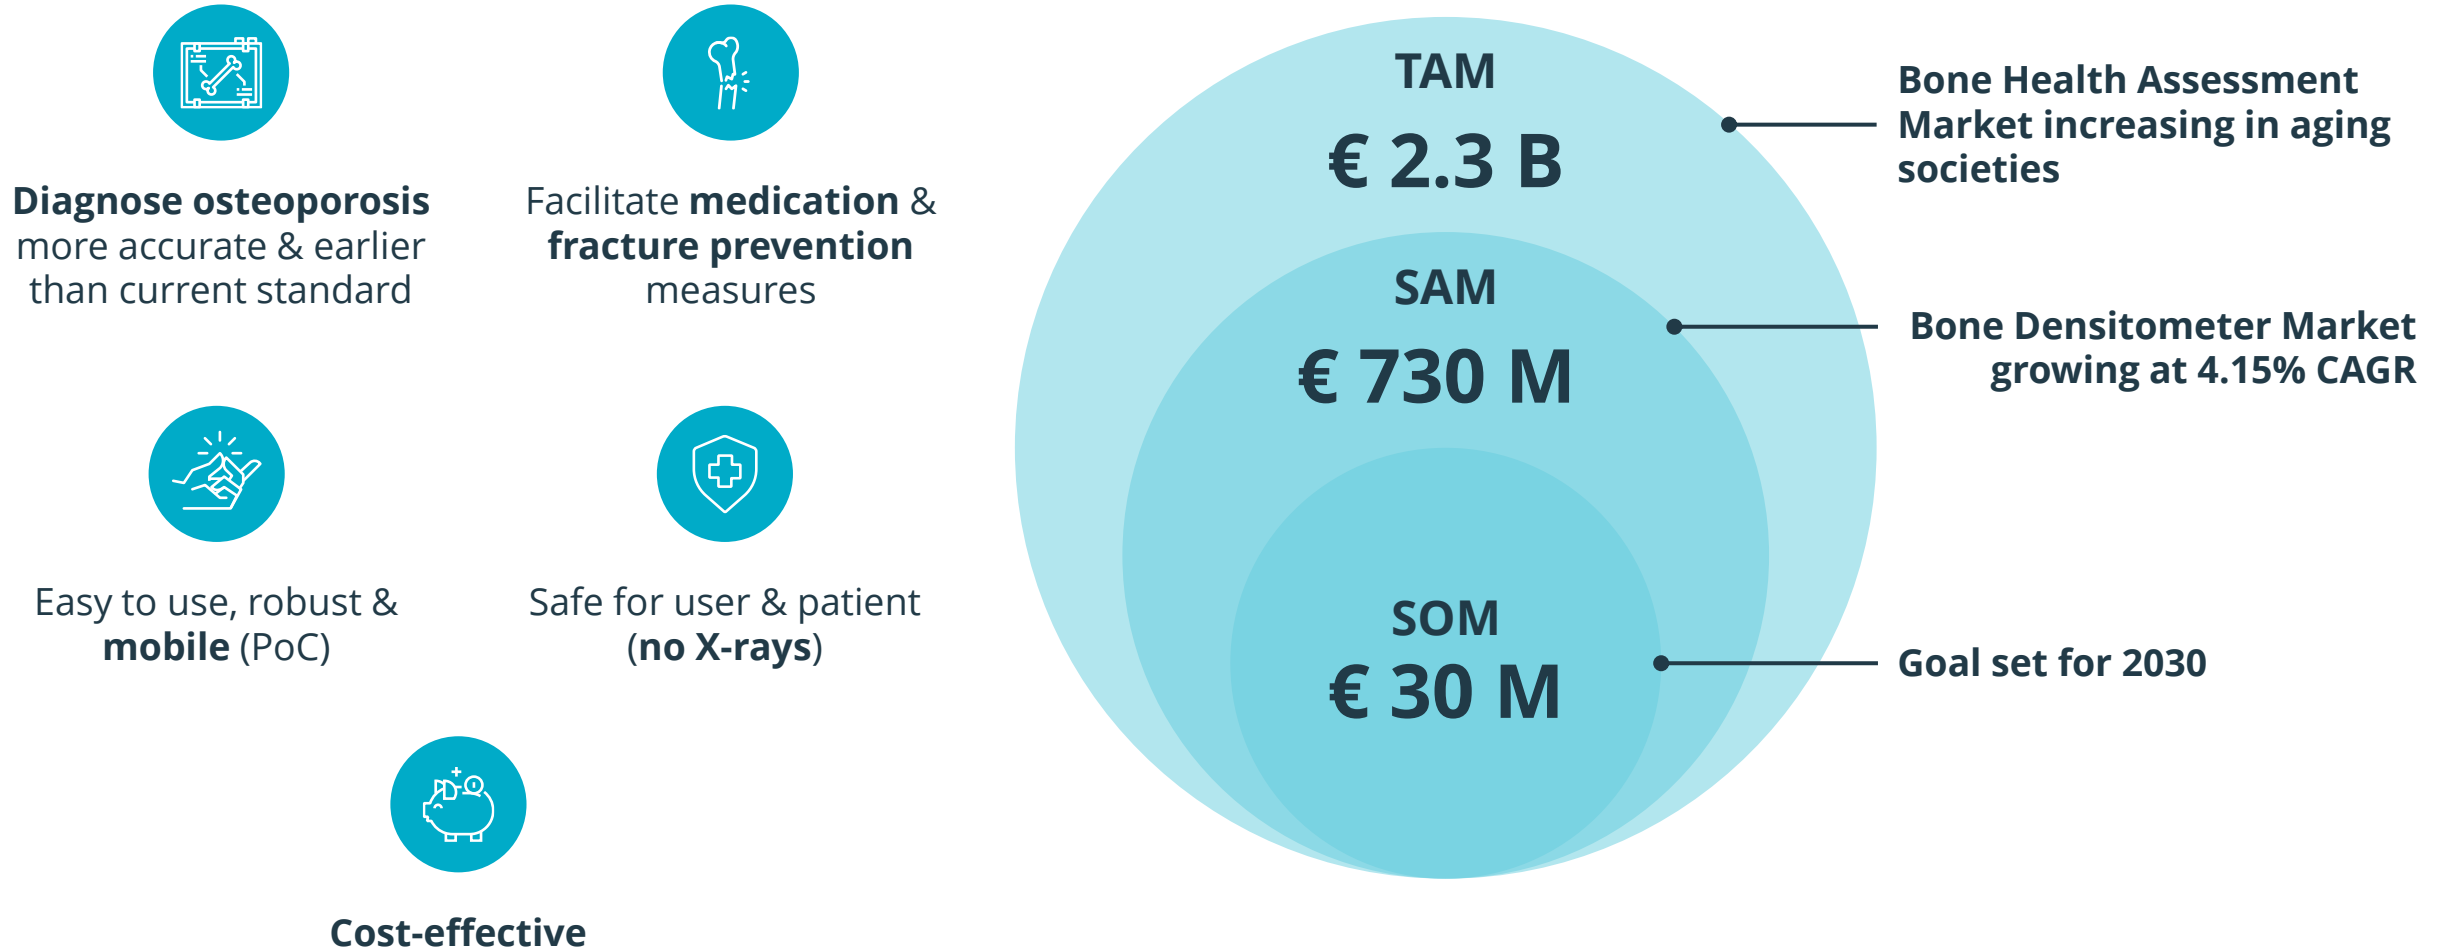 Diagnose osteoporosis
more accurate & earlier
than current standard
Facilitate medication &
fracture prevention
measures
Easy to use, robust &
mobile (PoC)
Safe for user & patient
(no X-rays)
Cost-effective
TAM
€ 2.3 B
SAM
€ 730 M
SOM
€ 30 M
Bone Health Assessment
Market increasing in aging
societies
Bone Densitometer Market
growing at 4.15% CAGR
Goal set for 2030